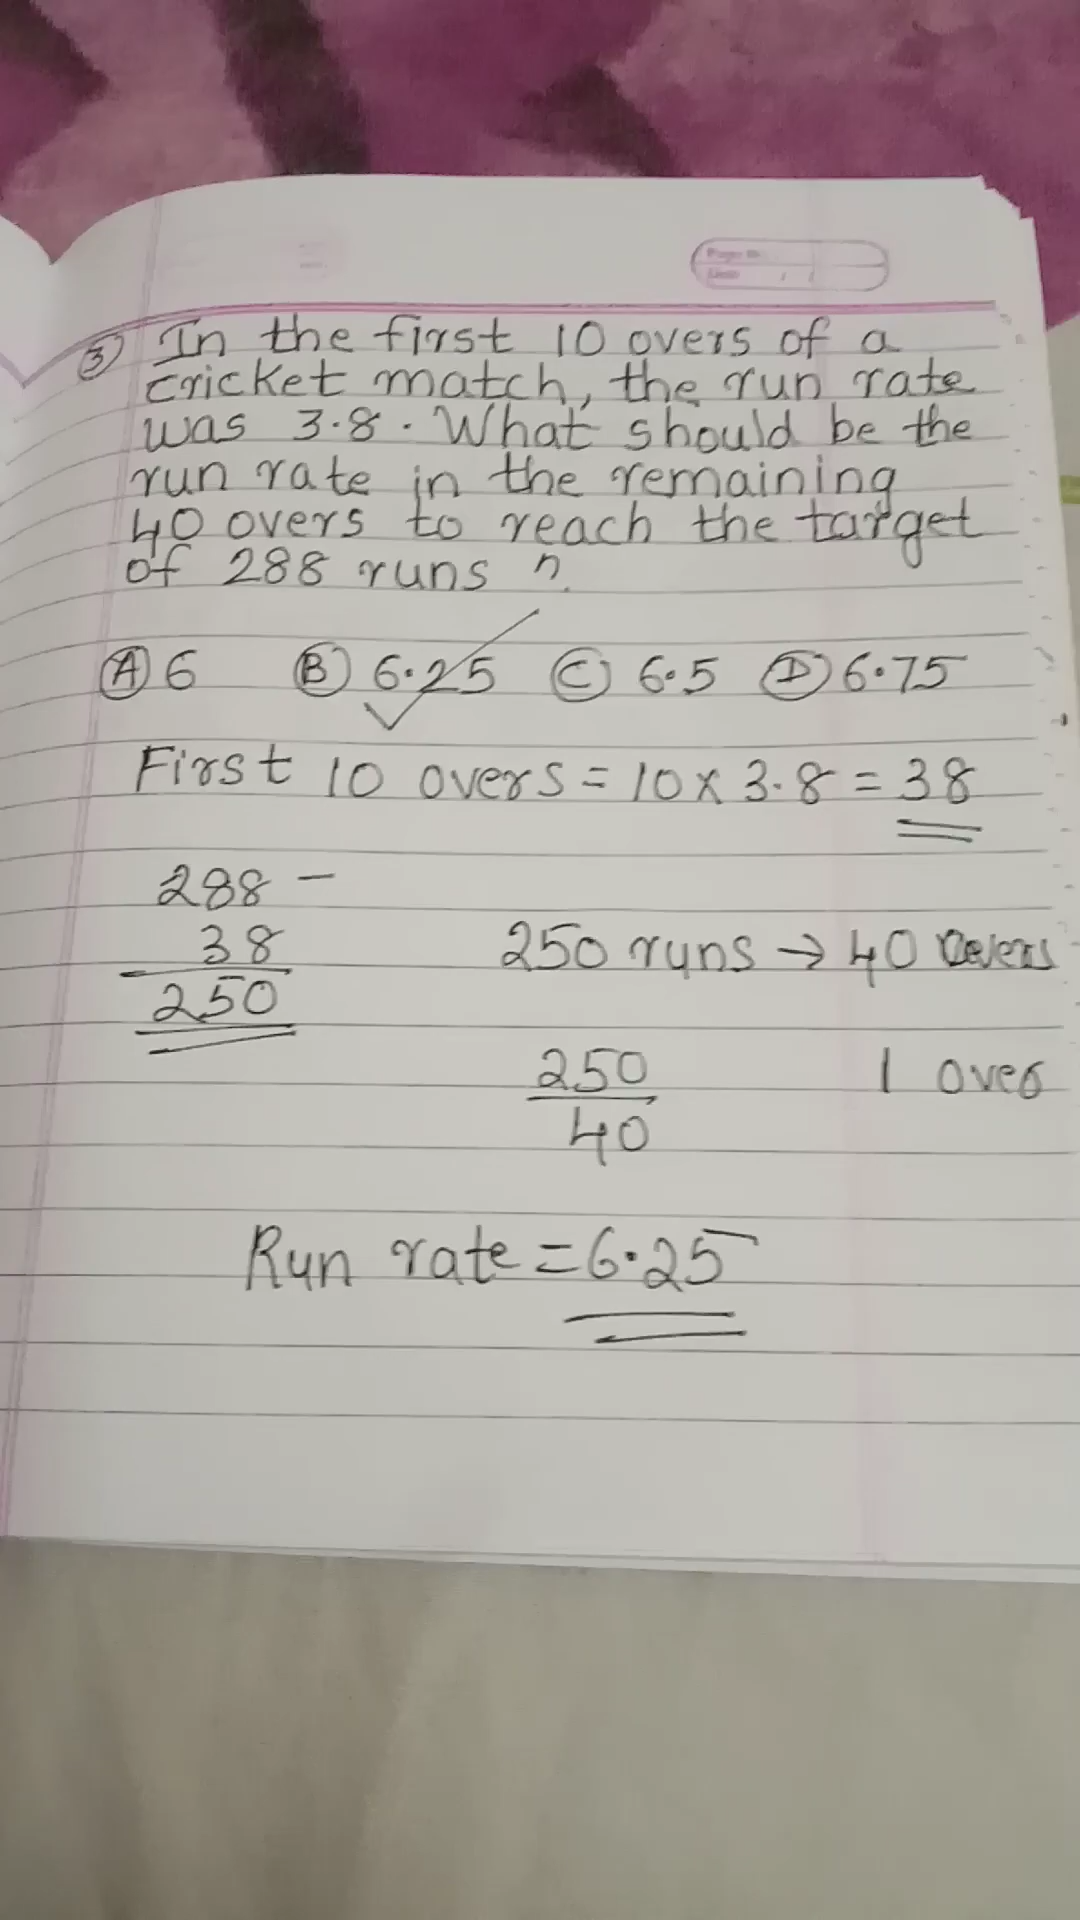 ③ In the first 10 overs of a
cricket match, the run rate
was 3.8. What should be the
run rate in the remaining
40 overs to reach the target
of 288 runs ?
Ⓐ 6 Ⓑ 6.25 Ⓒ 6.5 Ⓓ 6.75
First 10 overs = 10 x 3.8 = 38
288 -
38
250
250 runs → 40 overs
250
40
1 over
Run rate = 6.25